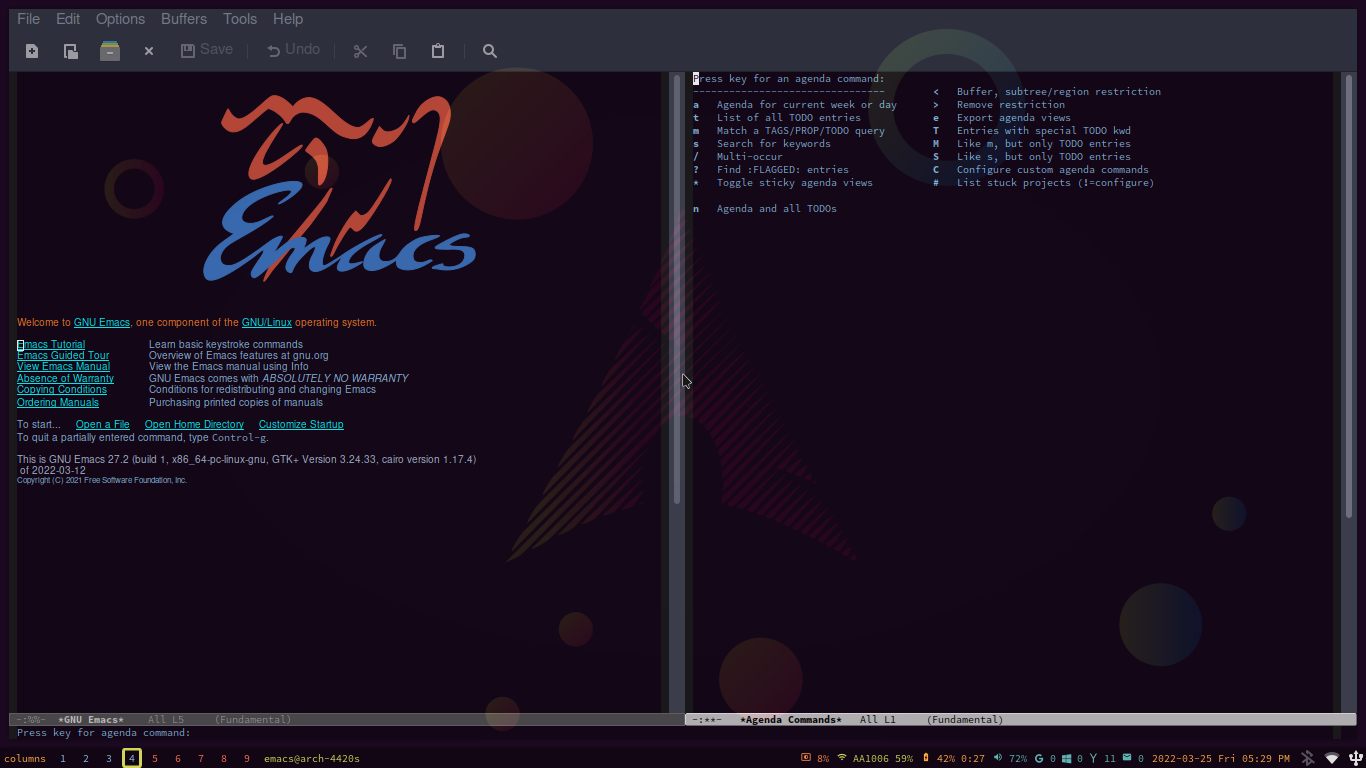 File Edit Options Buffers Tools Help
Save Undo
Emacs
Welcome to GNU Emacs, one component of the GNU/Linux operating system.
Emacs Tutorial Learn basic keystroke commands
Emacs Guided Tour Overview of Emacs features at gnu.org
View Emacs Manual View the Emacs manual using Info
Absence of Warranty GNU Emacs comes with ABSOLUTELY NO WARRANTY
Copying Conditions Conditions for redistributing and changing Emacs
Ordering Manuals Purchasing printed copies of manuals
To start... Open a File Open Home Directory Customize Startup
To quit a partially entered command, type Control-g.
This is GNU Emacs 27.2 (build 1, x86_64-pc-linux-gnu, GTK+ Version 3.24.33, cairo version 1.17.4)
of 2022-03-12
Copyright (C) 2021 Free Software Foundation, Inc.
-:%%- *GNU Emacs* All L5 (Fundamental)
Press key for an agenda command:
-------------------------------- < Buffer, subtree/region restriction
a Agenda for current week or day > Remove restriction
t List of all TODO entries e Export agenda views
m Match a TAGS/PROP/TODO query T Entries with special TODO kwd
s Search for keywords M Like m, but only TODO entries
/ Multi-occur S Like s, but only TODO entries
? Find :FLAGGED: entries C Configure custom agenda commands
* Toggle sticky agenda views # List stuck projects (!=configure)
n Agenda and all TODOs
-:**- *Agenda Commands* All L1 (Fundamental)
Press key for agenda command:
columns 1 2 3 4 5 6 7 8 9 emacs@arch-4420s 8% AA1006 59% 42% 0:27 72% G 0 0 11 0 2022-03-25 Fri 05:29 PM